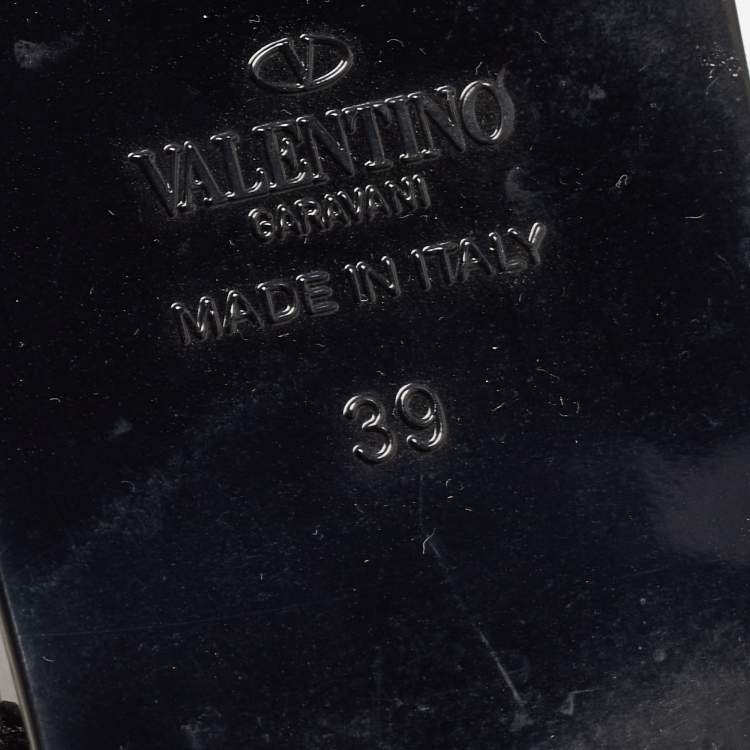 V
VALENTINO
GARAVANI
MADE IN ITALY
39